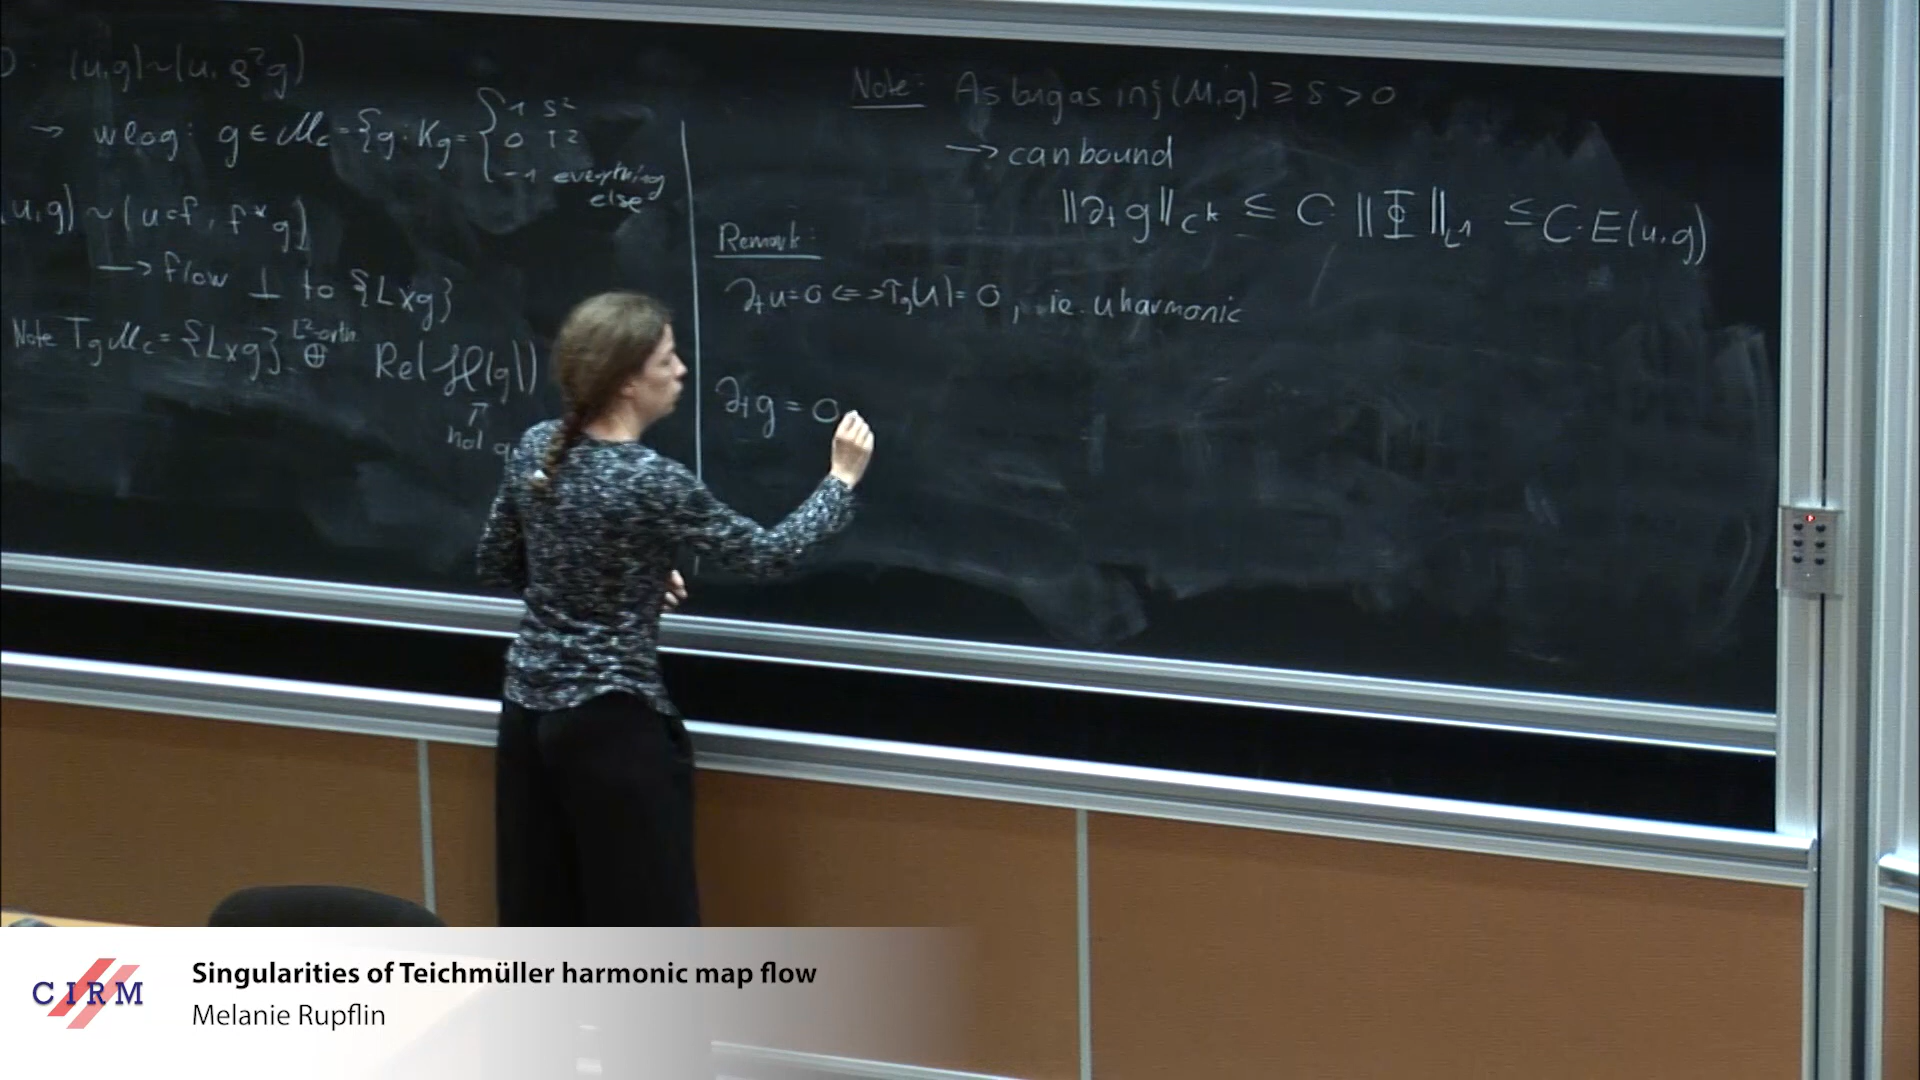 (u,g)~(u, ρ²g)
→ wlog: g ∈ M_c = {g : K_g = { 1 S²
0 T²
-1 everything
else
(u,g) ~ (u∘f, f*g)
→ flow ⊥ to {L_X g}
Note T_g M_c = {L_X g} ⊕ Re(H(g))
L²-orth.
↑
hol q
Note: As long as inj(M,g) ≥ δ > 0
→ can bound
||∂_t g||_{C^k} ≤ C · ||Φ||_{L^1} ≤ C·E(u,g)
Remark:
∂_t u = 0 <=> τ_g(u) = 0, ie. u harmonic
∂_t g = 0
CIRM
Singularities of Teichmüller harmonic map flow
Melanie Rupflin